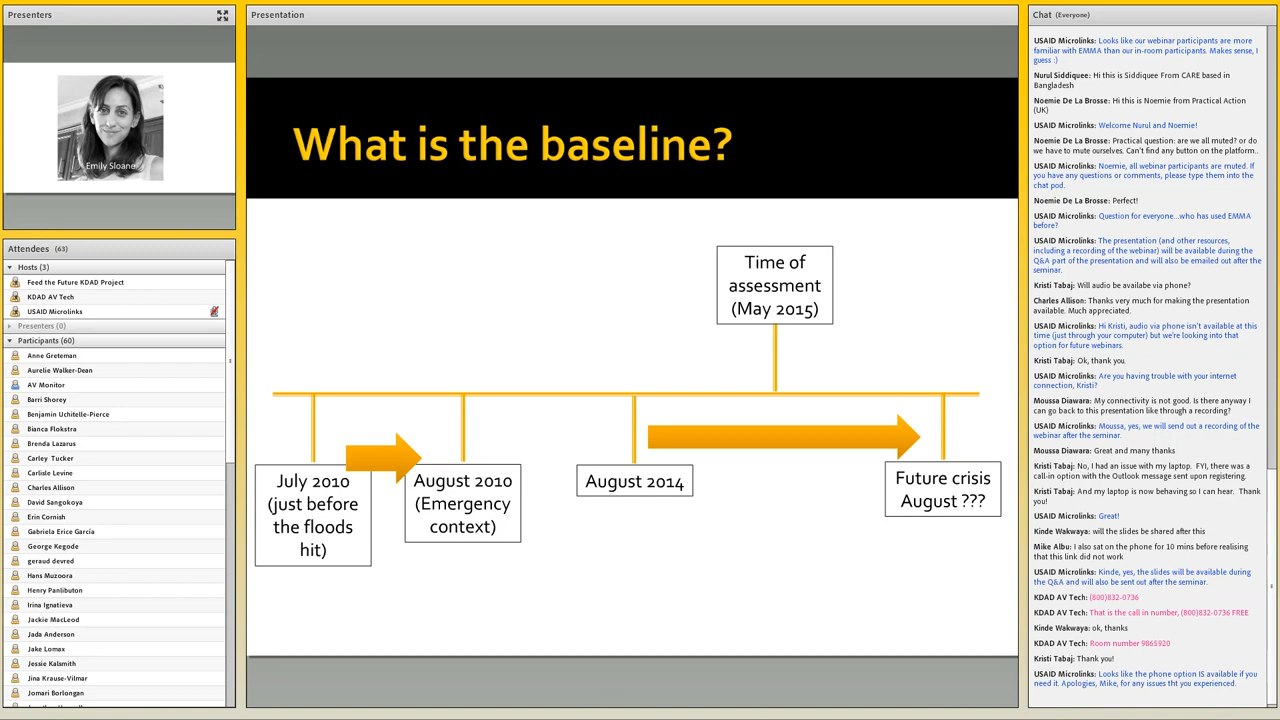 Presenters
Emily Sloane
Attendees (63)
Hosts (3)
Feed the Future KDAD Project
KDAD AV Tech
USAID Microlinks
Presenters (0)
Participants (60)
Anne Greteman
Aurelie Walker-Dean
AV Monitor
Barri Shorey
Benjamin Uchitelle-Pierce
Bianca Flokstra
Brenda Lazarus
Carley Tucker
Carlisle Levine
Charles Allison
David Sangokoya
Erin Cornish
Gabriela Erice García
George Kegode
geraud devred
Hans Muzoora
Henry Panlibuton
Irina Ignatieva
Jackie MacLeod
Jada Anderson
Jake Lomax
Jessie Kalsmith
Jina Krause-Vilmar
Jomari Borlongan
Presentation
What is the baseline?
Time of
assessment
(May 2015)
July 2010
(just before
the floods
hit)
August 2010
(Emergency
context)
August 2014
Future crisis
August ???
Chat (Everyone)
USAID Microlinks: Looks like our webinar participants are more
familiar with EMMA than our in-room participants. Makes sense, I
guess :)
Nurul Siddiquee: Hi this is Siddiquee From CARE based in
Bangladesh
Noemie De La Brosse: Hi this is Noemie from Practical Action
(UK)
USAID Microlinks: Welcome Nurul and Noemie!
Noemie De La Brosse: Practical question: are we all muted? or do
we have to mute ourselves. Can't find any button on the platform..
USAID Microlinks: Noemie, all webinar participants are muted. If
you have any questions or comments, please type them into the
chat pod.
Noemie De La Brosse: Perfect!
USAID Microlinks: Question for everyone...who has used EMMA
before?
USAID Microlinks: The presentation (and other resources,
including a recording of the webinar) will be available during the
Q&A part of the presentation and will also be emailed out after the
seminar.
Kristi Tabaj: Will audio be availabe via phone?
Charles Allison: Thanks very much for making the presentation
available. Much appreciated.
USAID Microlinks: Hi Kristi, audio via phone isn't available at this
time (just through your computer) but we're looking into that
option for future webinars.
Kristi Tabaj: Ok, thank you.
USAID Microlinks: Are you having trouble with your internet
connection, Kristi?
Moussa Diawara: My connectivity is not good. Is there anyway I
can go back to this presentation like through a recording?
USAID Microlinks: Moussa, yes, we will send out a recording of the
webinar after the seminar.
Moussa Diawara: Great and many thanks
Kristi Tabaj: No, I had an issue with my laptop. FYI, there was a
call-in option with the Outlook message sent upon registering.
Kristi Tabaj: And my laptop is now behaving so I can hear. Thank
you!
USAID Microlinks: Great!
Kinde Wakwaya: will the slides be shared after this
Mike Albu: I also sat on the phone for 10 mins before realising
that this link did not work
USAID Microlinks: Kinde, yes, the slides will be available during
the Q&A and will also be sent out after the seminar.
KDAD AV Tech: (800)832-0736
KDAD AV Tech: That is the call in number, (800)832-0736 FREE
Kinde Wakwaya: ok, thanks
KDAD AV Tech: Room number 9865920
Kristi Tabaj: Thank you!
USAID Microlinks: Looks like the phone option IS available if you
need it. Apologies, Mike, for any issues tht you experienced.